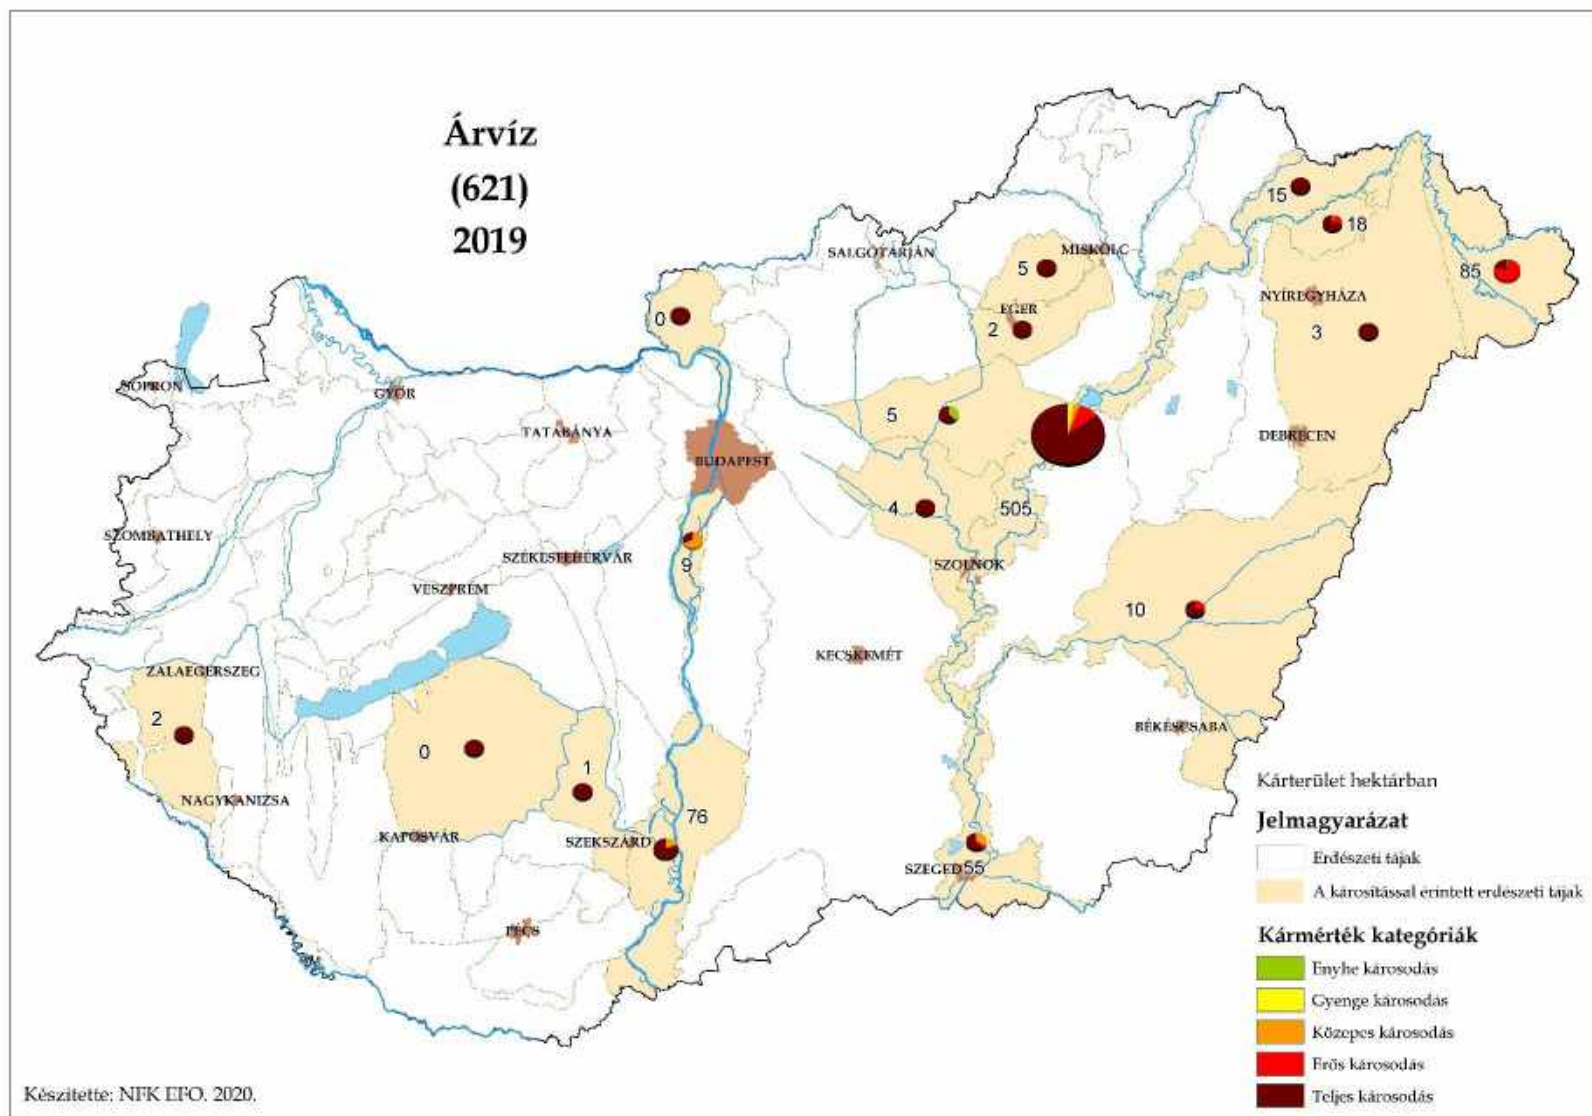 Árvíz
(621)
2019
15
18
SALGÓTARJÁN
MISKOLC
5
85
NYÍREGYHÁZA
EGER
0
2
3
SOPRON
GYŐR
5
TATABÁNYA
DEBRECEN
BUDAPEST
4
505
SZOMBATHELY
SZÉKESFEHÉRVÁR
9
SZOLNOK
VESZPRÉM
10
KECSKEMÉT
ZALAEGERSZEG
2
BÉKÉSCSABA
0
1
Kárterület hektárban
NAGYKANIZSA
76
Jelmagyarázat
KAPOSVÁR
SZEKSZÁRD
Erdészeti tájak
SZEGED
55
A károsítással érintett erdészeti tájak
PÉCS
Kármérték kategóriák
Enyhe károsodás
Gyenge károsodás
Közepes károsodás
Erős károsodás
Teljes károsodás
Készítette: NFK EFO. 2020.